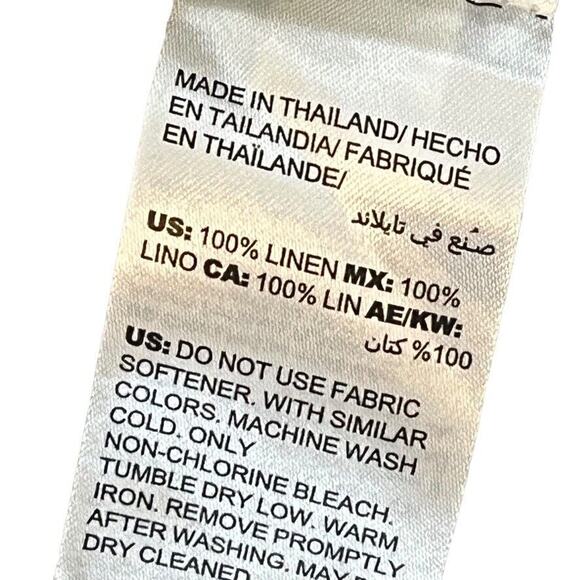 MADE IN THAILAND/ HECHO
EN TAILANDIA/ FABRIQUÉ
EN THAÏLANDE/
صُنع في تايلاند
US: 100% LINEN MX: 100%
LINO CA: 100% LIN AE/KW:
100% كتان
US: DO NOT USE FABRIC
SOFTENER. WITH SIMILAR
COLORS. MACHINE WASH
COLD. ONLY
NON-CHLORINE BLEACH.
TUMBLE DRY LOW. WARM
IRON. REMOVE PROMPTLY
AFTER WASHING. MAY
DRY CLEANED